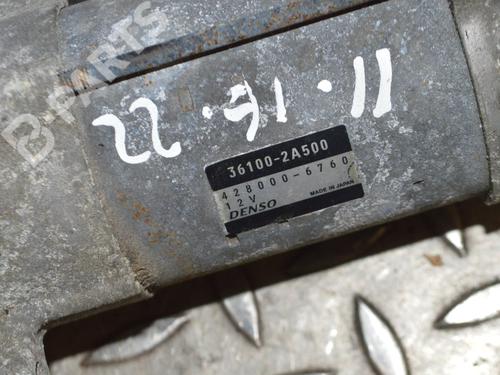 B PARTS
22-91-11
36100-2A500
428000-6760
12V MADE IN JAPAN
DENSO